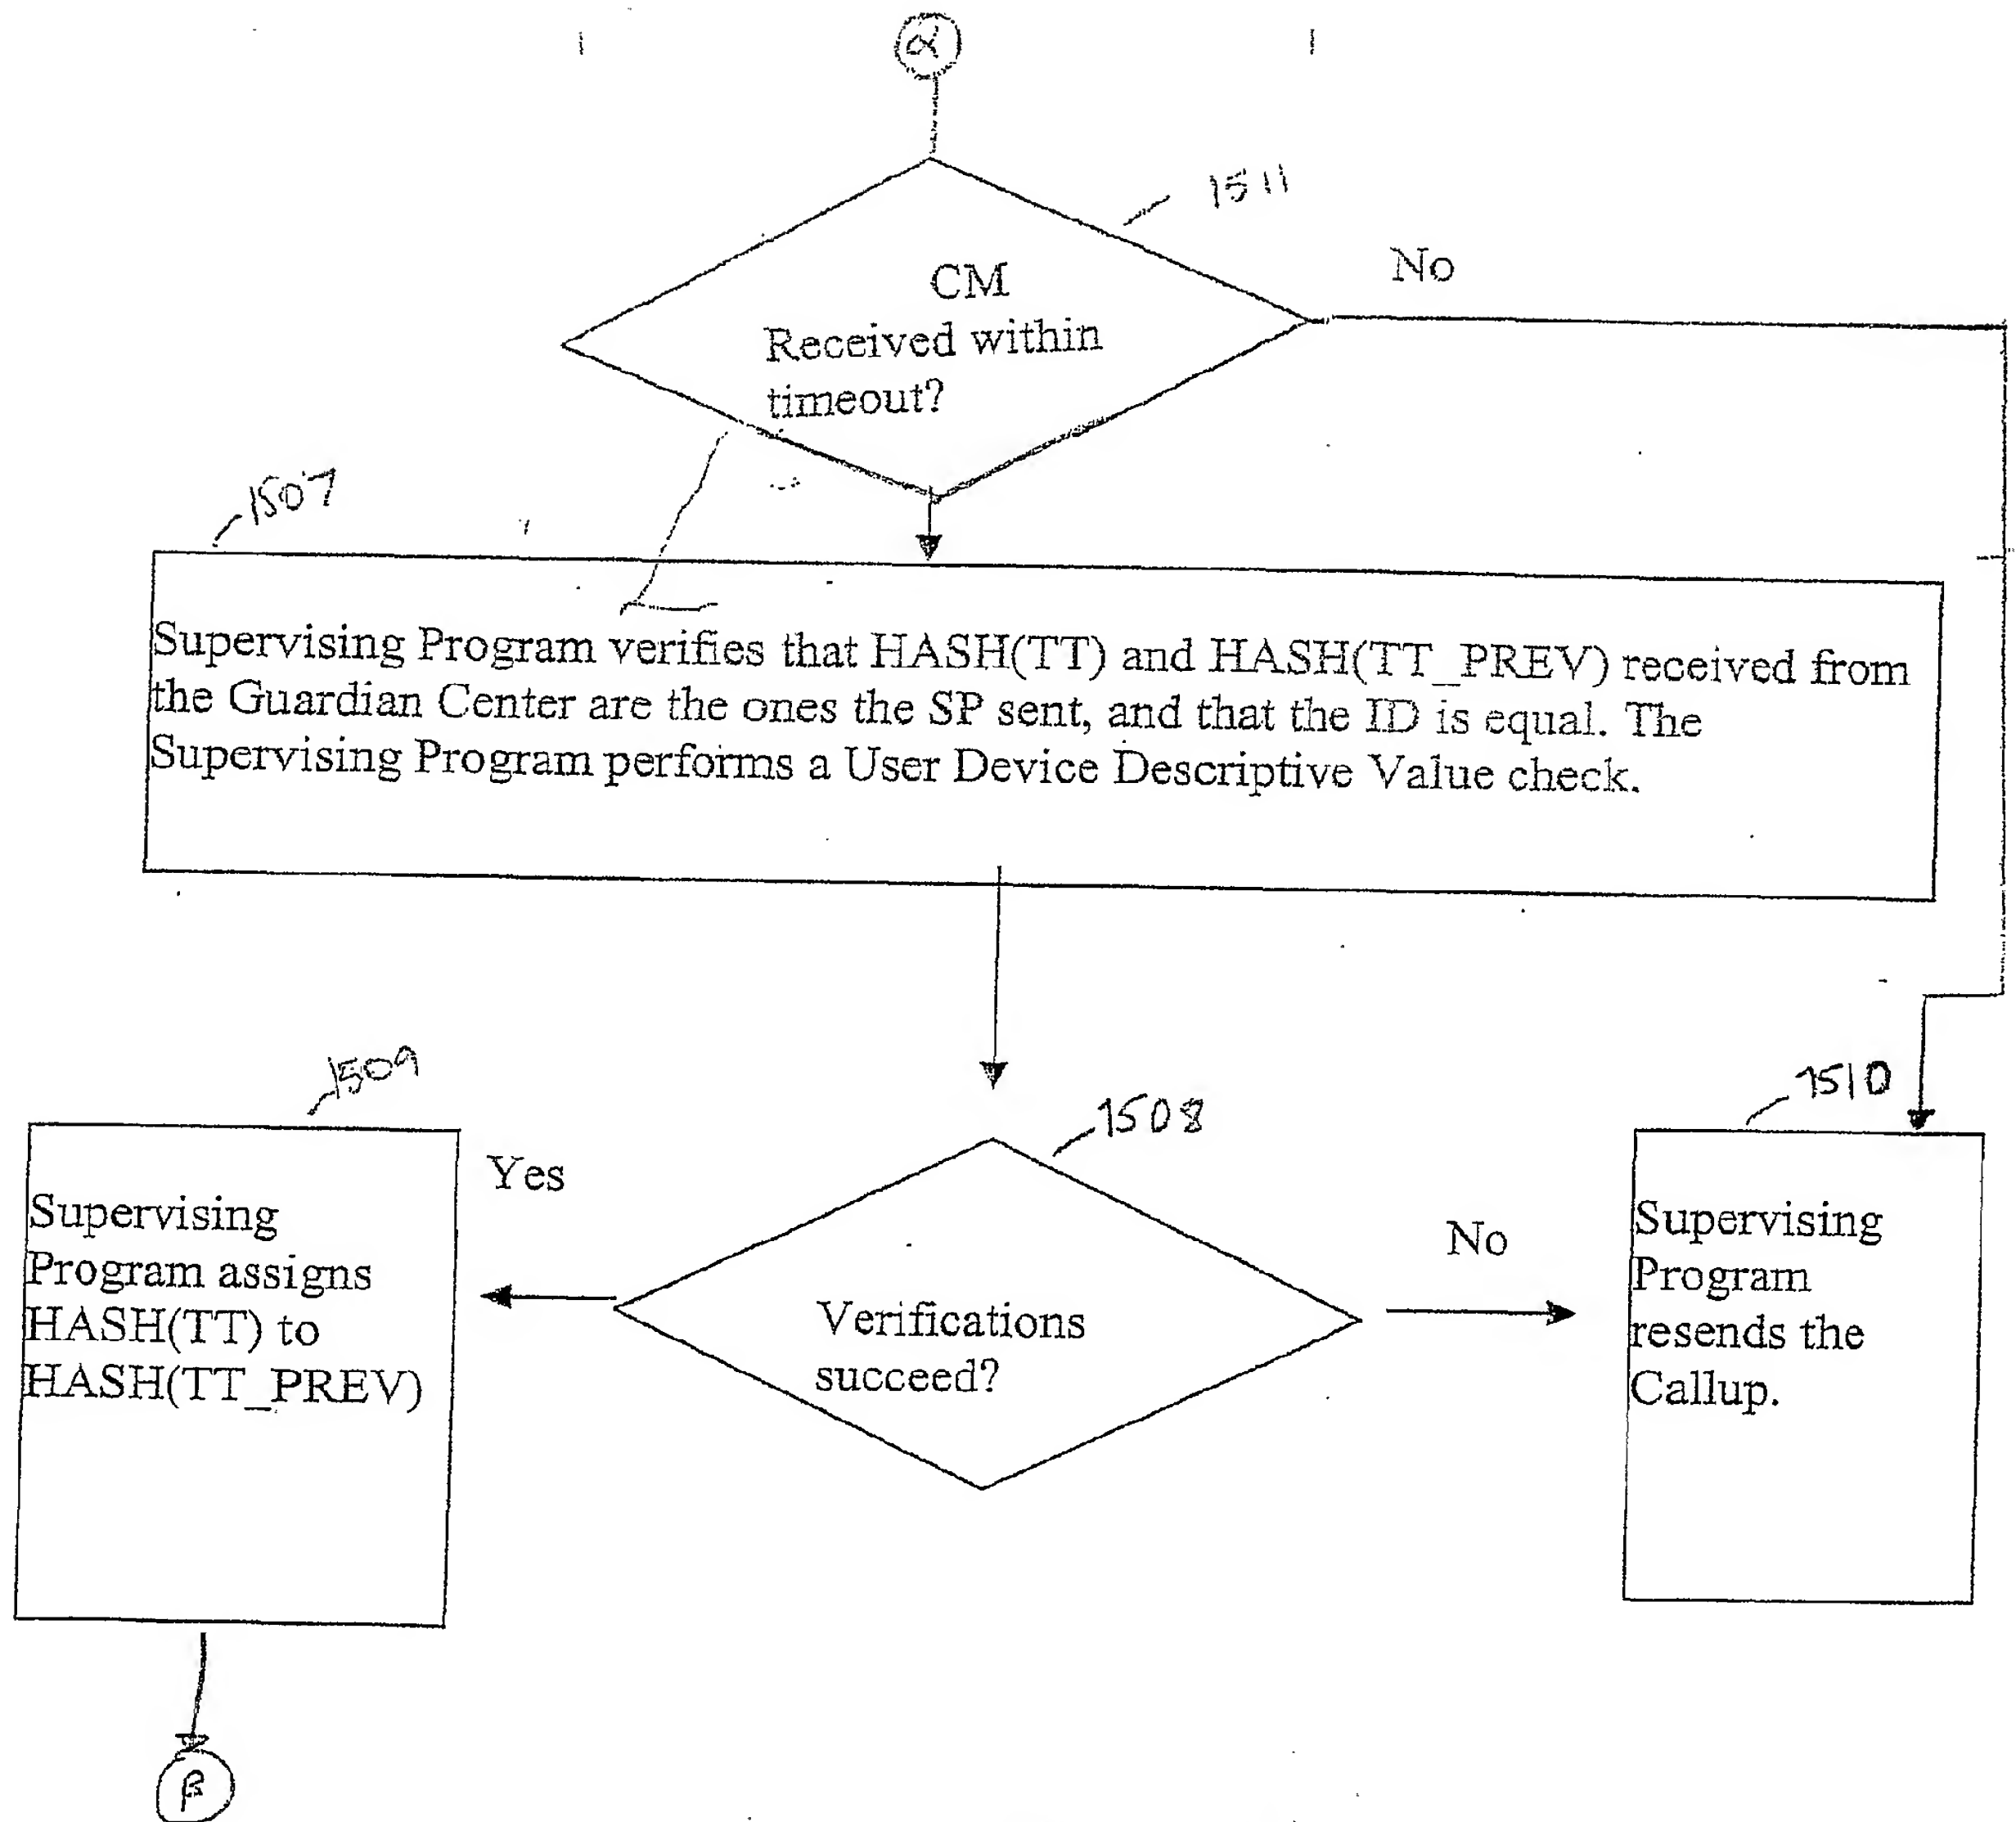 α
1511
No
CM
Received within
timeout?
1507
Supervising Program verifies that HASH(TT) and HASH(TT_PREV) received from
the Guardian Center are the ones the SP sent, and that the ID is equal. The
Supervising Program performs a User Device Descriptive Value check.
1509
1508
1510
Supervising
Program assigns
HASH(TT) to
HASH(TT_PREV)
Yes
Verifications
succeed?
No
Supervising
Program
resends the
Callup.
β